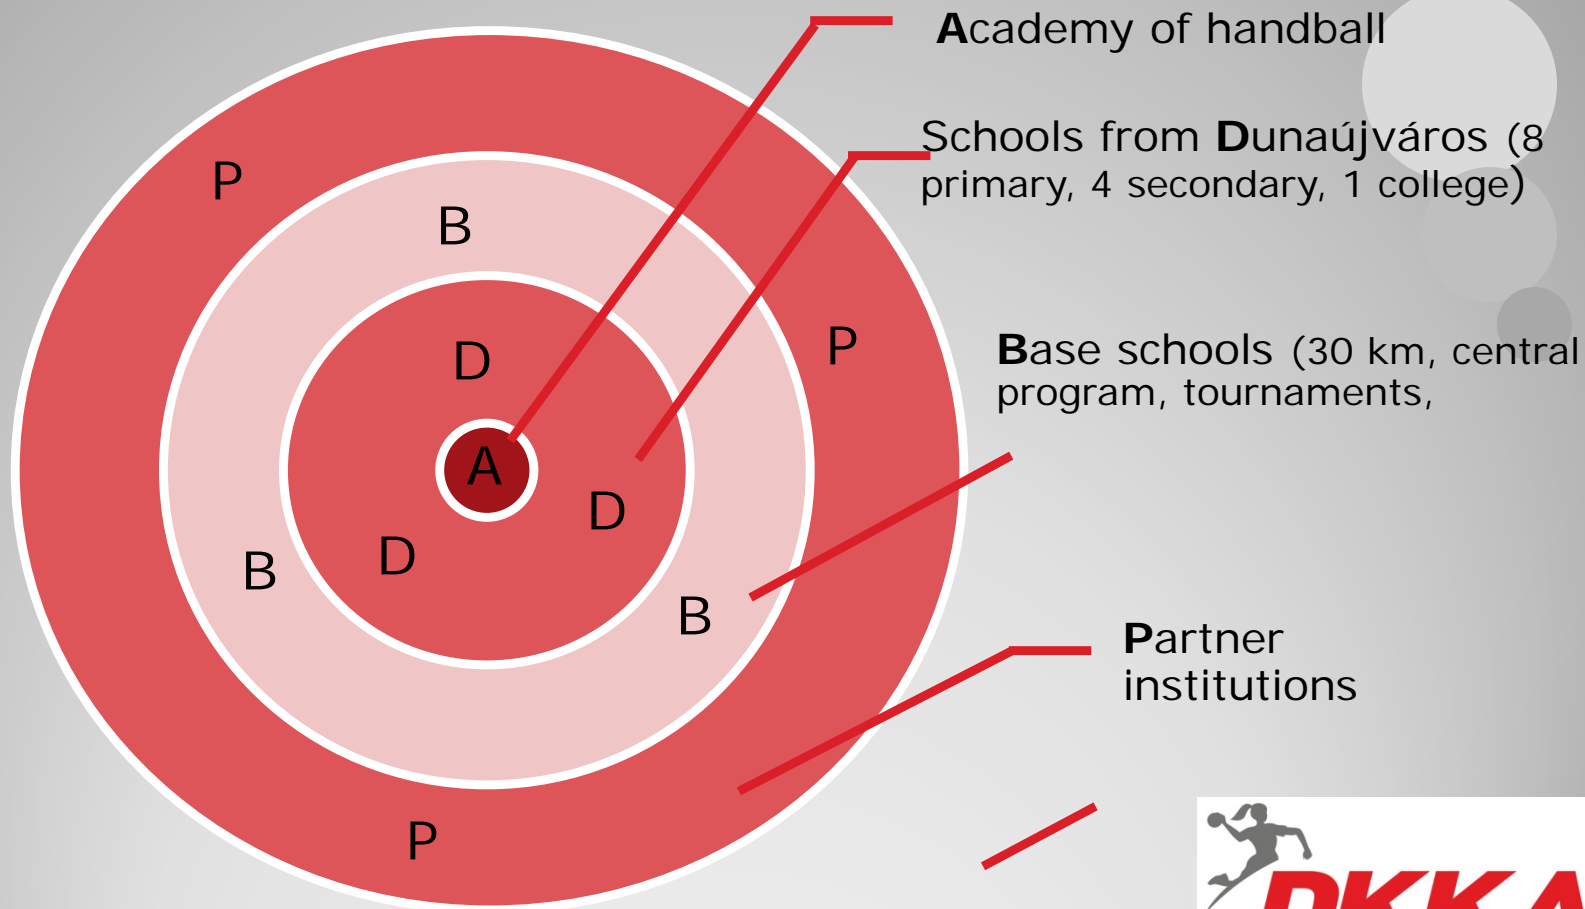 Academy of handball
Schools from Dunaújváros (8
primary, 4 secondary, 1 college)
P
B
D
P
Base schools (30 km, central
program, tournaments,
A
D
D
B
B
Partner
institutions
P
DKKA